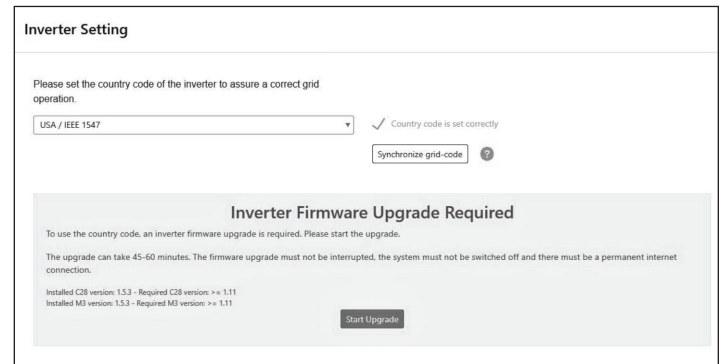 Inverter Setting
Please set the country code of the inverter to assure a correct grid
operation.
USA / IEEE 1547
Country code is set correctly
Synchronize grid-code
?
Inverter Firmware Upgrade Required
To use the country code, an inverter firmware upgrade is required. Please start the upgrade.
The upgrade can take 45-60 minutes. The firmware upgrade must not be interrupted, the system must not be switched off and there must be a permanent internet
connection.
Installed C28 version: 1.5.3 - Required C28 version: >= 1.11
Installed M3 version: 1.5.3 - Required M3 version: >= 1.11
Start Upgrade